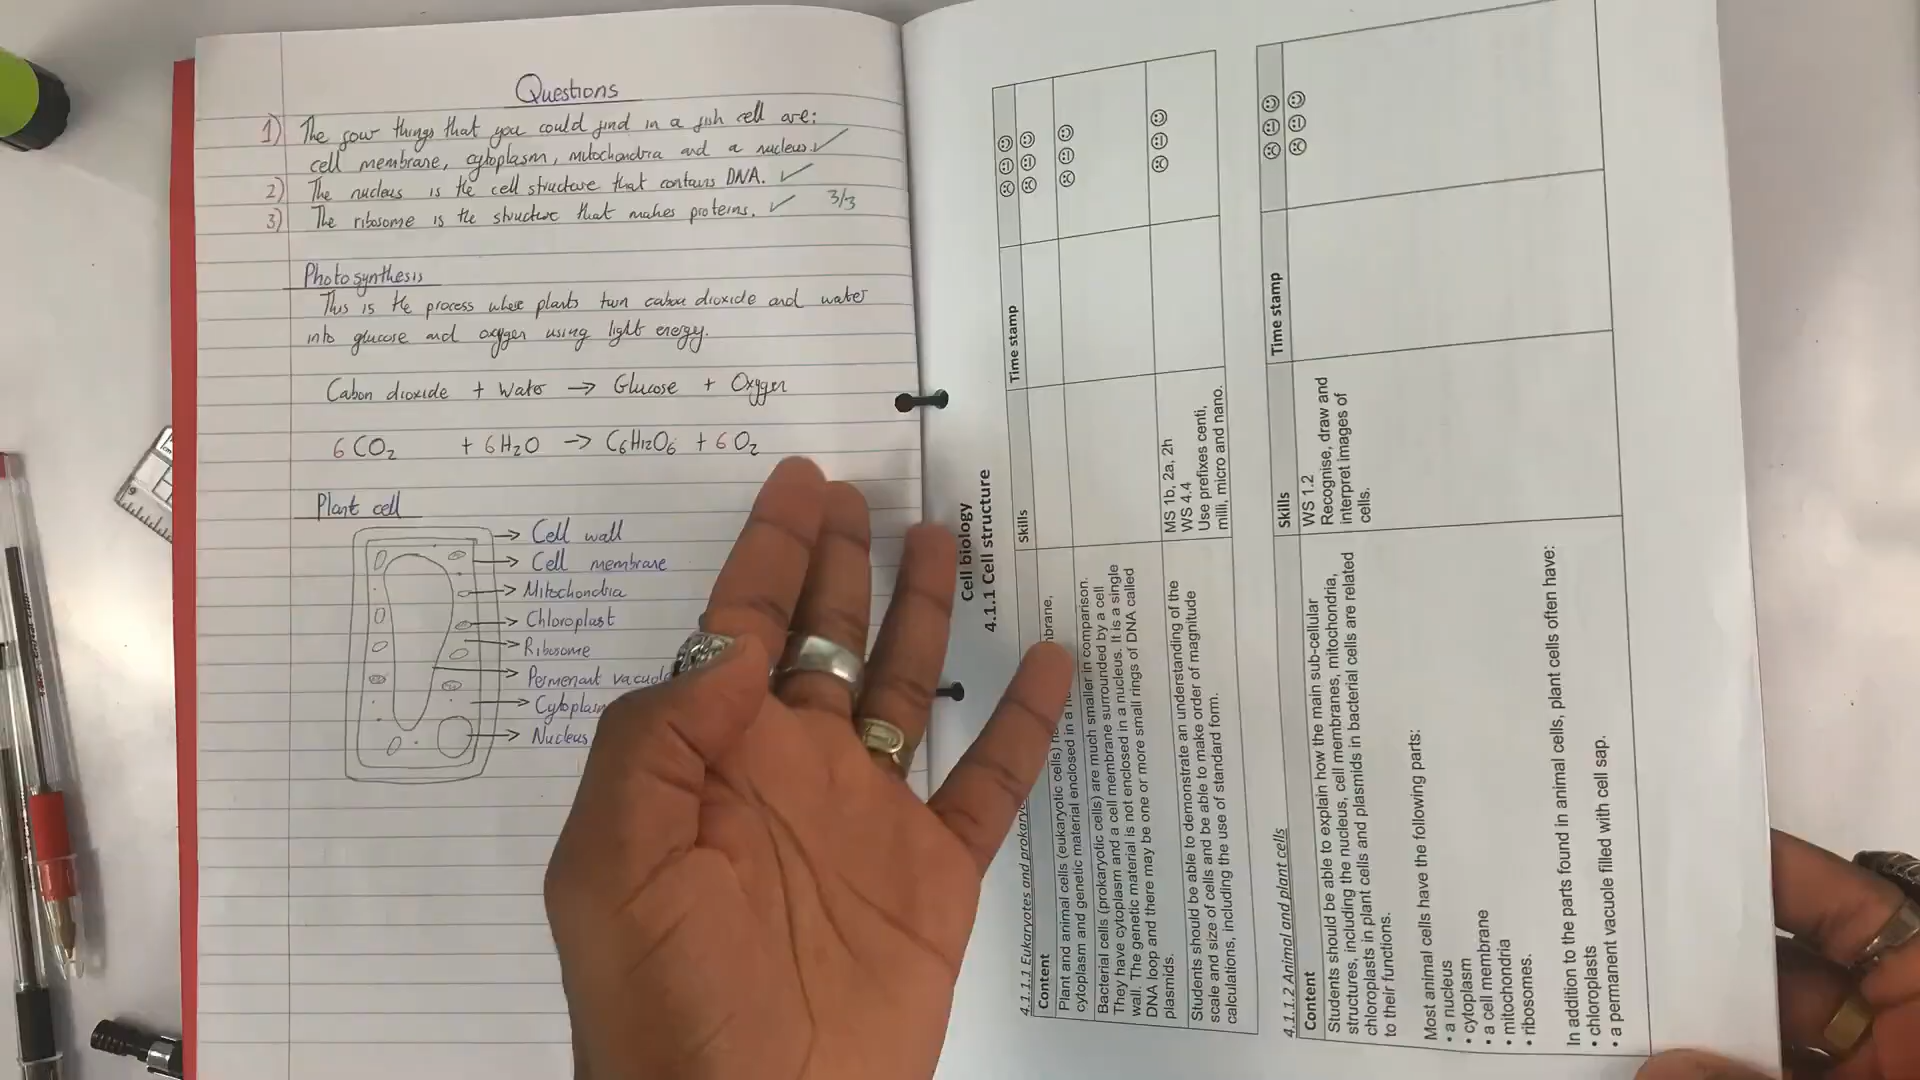 Questions
1) The four things that you could find in a fish cell are:
cell membrane, cytoplasm, mitochondria and a nucleus. ✓
2) The nucleus is the cell structure that contains DNA. ✓
3) The ribosome is the structure that makes proteins. ✓ 3/3
Photosynthesis
This is the process where plants turn cabon dioxide and water
into glucose and oxygen using light energy.
Cabon dioxide + Water → Glucose + Oxygen
6CO₂ + 6H₂O → C₆H₁₂O₆ + 6O₂
Plant cell
Cell wall
Cell membrane
Mitochondria
Chloroplast
Ribosome
Permenant vacuole
Cytoplasm
Nucleus
Cell biology
4.1.1 Cell structure
4.1.1.1 Eukaryotes and
Content Skills Time stamp
Plant and animal cells (eukaryotic cells)
cytoplasm and genetic material enclosed in a
Bacterial cells (prokaryotic cells) are much smaller in comparison.
They have cytoplasm and a cell membrane surrounded by a cell
wall. The genetic material is not enclosed in a nucleus. It is a single
DNA loop and there may be one or more small rings of DNA called
plasmids.
Students should be able to demonstrate an understanding of the
scale and size of cells and be able to make order of magnitude
calculations, including the use of standard form.
MS 1b, 2a, 2h
WS 4.4
Use prefixes centi,
milli, micro and nano.
4.1.1.2 Animal and plant cells
Content Skills Time stamp
Students should be able to explain how the main sub-cellular
structures, including the nucleus, cell membranes, mitochondria,
chloroplasts in plant cells and plasmids in bacterial cells are related
to their functions.
Most animal cells have the following parts:
• a nucleus
• cytoplasm
• a cell membrane
• mitochondria
• ribosomes.
In addition to the parts found in animal cells, plant cells often have:
• chloroplasts
• a permanent vacuole filled with cell sap.
WS 1.2
Recognise, draw and
interpret images of
cells.